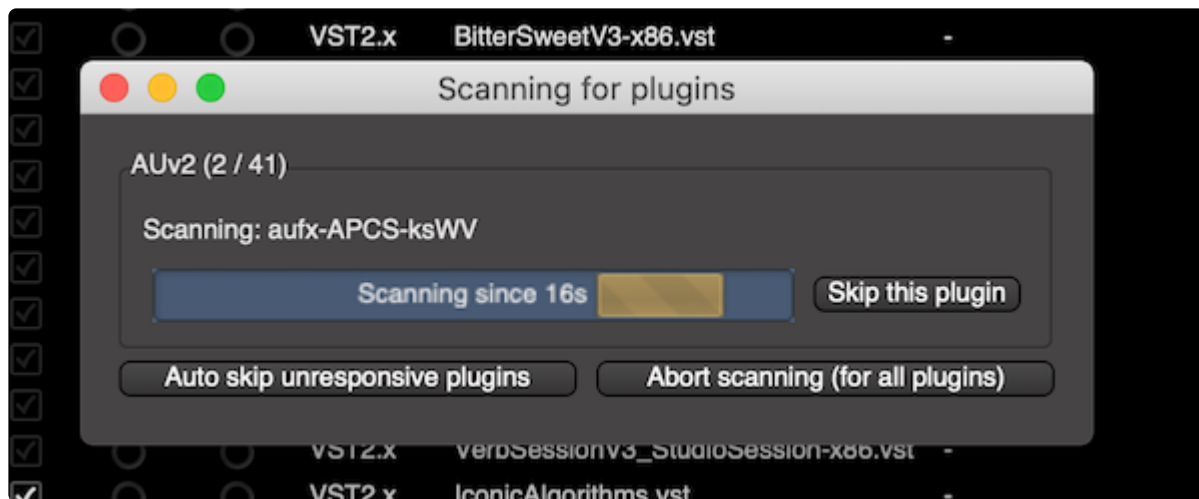 VST2.x BitterSweetV3-x86.vst -
Scanning for plugins
AUv2 (2 / 41)
Scanning: aufx-APCS-ksWV
Scanning since 16s
Skip this plugin
Auto skip unresponsive plugins
Abort scanning (for all plugins)
VST2.x VerbSessionV3_StudioSession-x86.vst -
VST2.x IconicAlgorithms.vst -